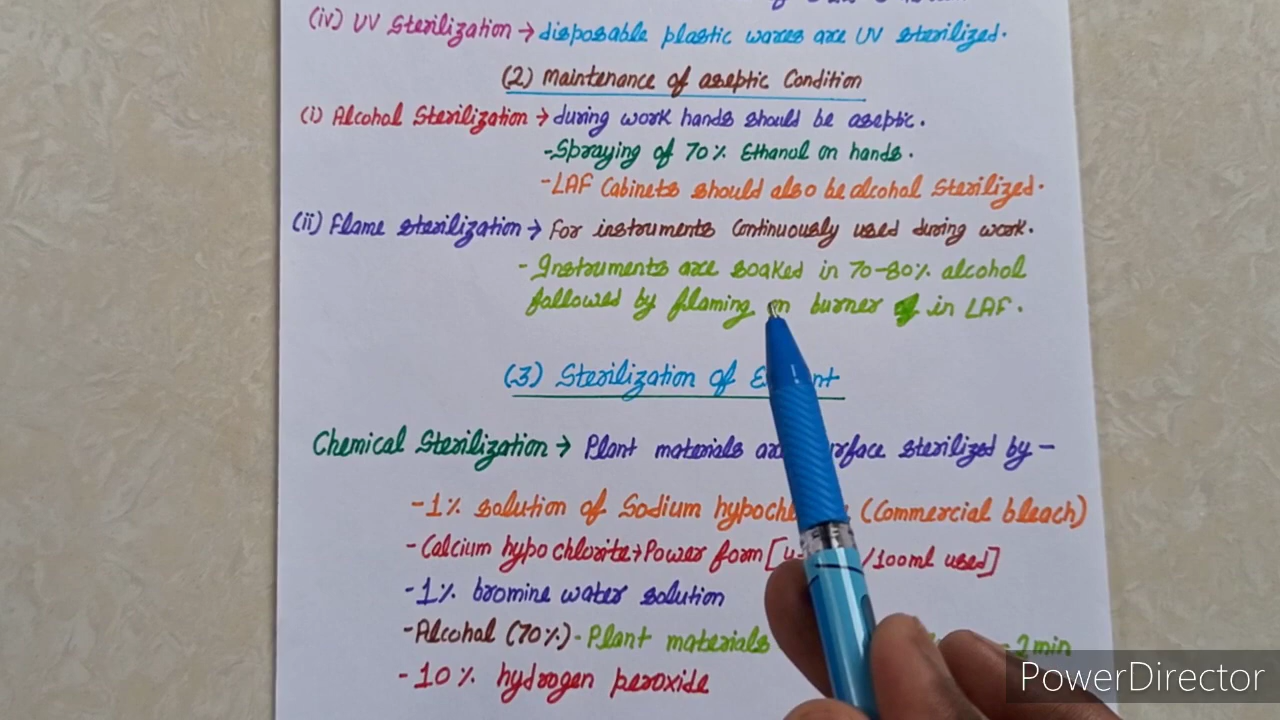 (iv) UV Sterilization → disposable plastic wares are UV sterilized.
(2) Maintenance of aseptic Condition
(i) Alcohol Sterilization → during work hands should be aseptic.
- Spraying of 70% Ethanol on hands.
- LAF Cabinets should also be alcohol sterilized.
(ii) Flame sterilization → For instruments Continuously used during work.
- Instruments are soaked in 70-80% alcohol
followed by flaming on burner in LAF.
(3) Sterilization of
Chemical Sterilization → Plant materials sterilized by -
- 1% solution of Sodium (Commercial bleach)
- Calcium hypochlorite → Power form [ /100ml used]
- 1% bromine water solution
- Alcohol (70%) - Plant materials 2 min
- 10% hydrogen peroxide
PowerDirector